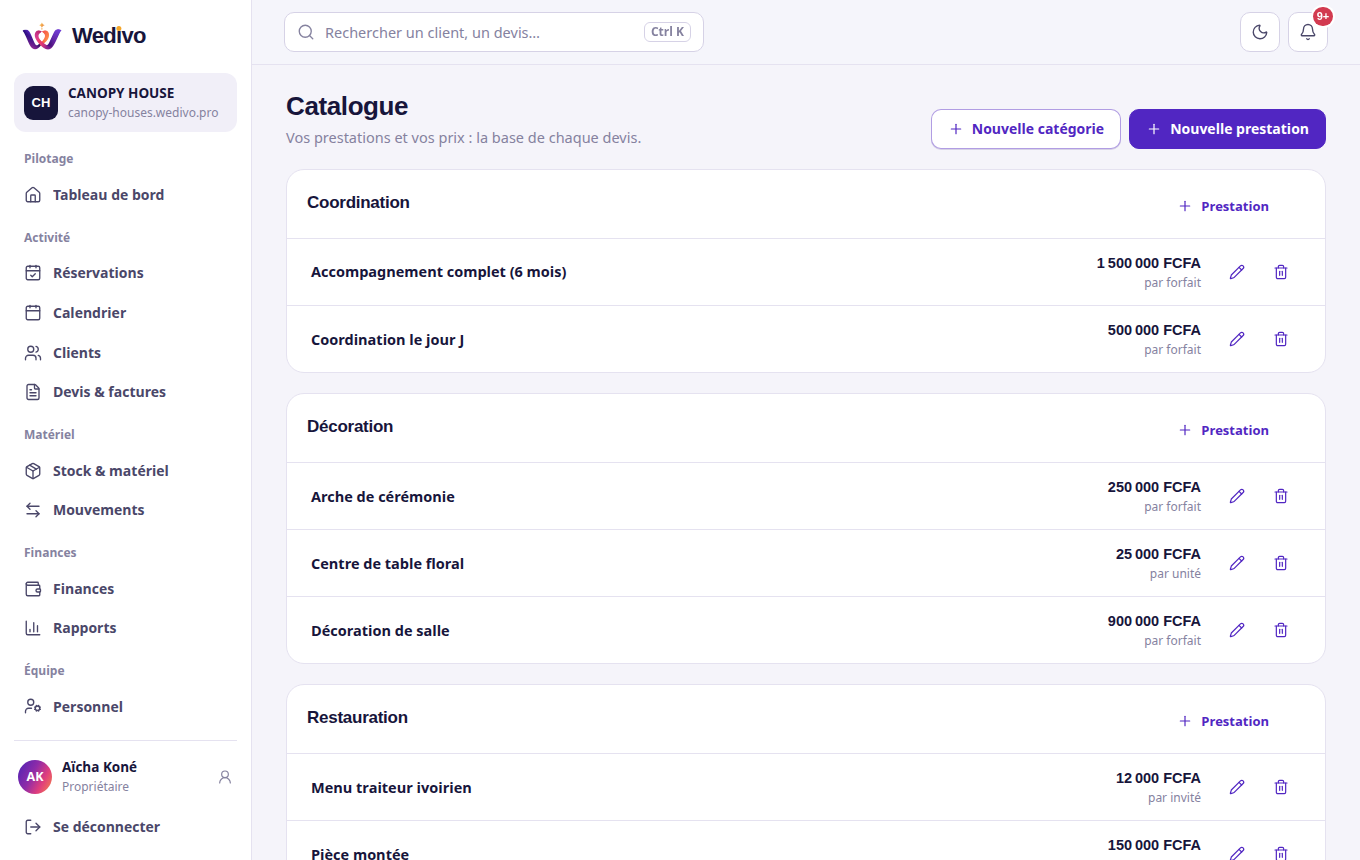 Wedivo
CH
CANOPY HOUSE
canopy-houses.wedivo.pro
Pilotage
Tableau de bord
Activité
Réservations
Calendrier
Clients
Devis & factures
Matériel
Stock & matériel
Mouvements
Finances
Finances
Rapports
Équipe
Personnel
AK
Aïcha Koné
Propriétaire
Se déconnecter
Rechercher un client, un devis...
Ctrl K
9+
Catalogue
Vos prestations et vos prix : la base de chaque devis.
Nouvelle catégorie
Nouvelle prestation
Coordination
Prestation
Accompagnement complet (6 mois)
1 500 000 FCFA
par forfait
Coordination le jour J
500 000 FCFA
par forfait
Décoration
Prestation
Arche de cérémonie
250 000 FCFA
par forfait
Centre de table floral
25 000 FCFA
par unité
Décoration de salle
900 000 FCFA
par forfait
Restauration
Prestation
Menu traiteur ivoirien
12 000 FCFA
par invité
Pièce montée
150 000 FCFA